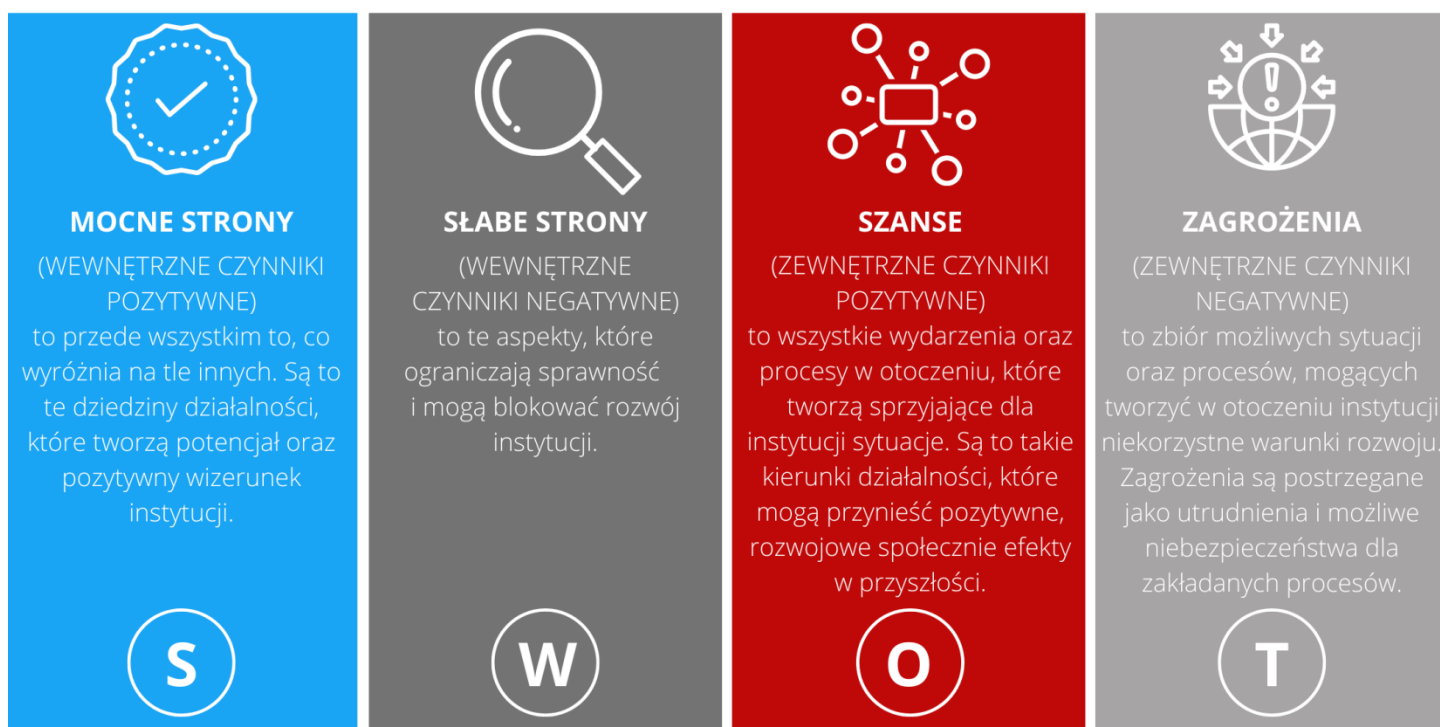 MOCNE STRONY
(WEWNĘTRZNE CZYNNIKI
POZYTYWNE)
to przede wszystkim to, co
wyróżnia na tle innych. Są to
te dziedziny działalności,
które tworzą potencjał oraz
pozytywny wizerunek
instytucji.
S
SŁABE STRONY
(WEWNĘTRZNE
CZYNNIKI NEGATYWNE)
to te aspekty, które
ograniczają sprawność
i mogą blokować rozwój
instytucji.
W
SZANSE
(ZEWNĘTRZNE CZYNNIKI
POZYTYWNE)
to wszystkie wydarzenia oraz
procesy w otoczeniu, które
tworzą sprzyjające dla
instytucji sytuacje. Są to takie
kierunki działalności, które
mogą przynieść pozytywne,
rozwojowe społecznie efekty
w przyszłości.
O
ZAGROŻENIA
(ZEWNĘTRZNE CZYNNIKI
NEGATYWNE)
to zbiór możliwych sytuacji
oraz procesów, mogących
tworzyć w otoczeniu instytucji
niekorzystne warunki rozwoju.
Zagrożenia są postrzegane
jako utrudnienia i możliwe
niebezpieczeństwa dla
zakładanych procesów.
T